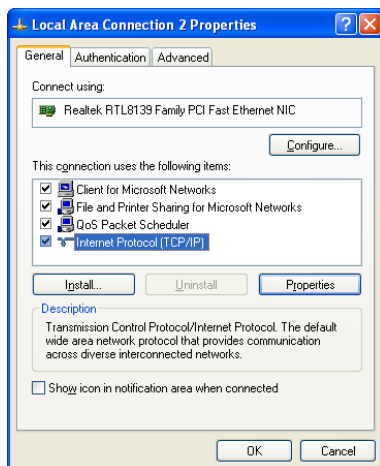 Local Area Connection 2 Properties
General Authentication Advanced
Connect using:
Realtek RTL8139 Family PCI Fast Ethernet NIC
Configure...
This connection uses the following items:
Client for Microsoft Networks
File and Printer Sharing for Microsoft Networks
QoS Packet Scheduler
Internet Protocol (TCP/IP)
Install... Uninstall Properties
Description
Transmission Control Protocol/Internet Protocol. The default
wide area network protocol that provides communication
across diverse interconnected networks.
Show icon in notification area when connected
OK Cancel